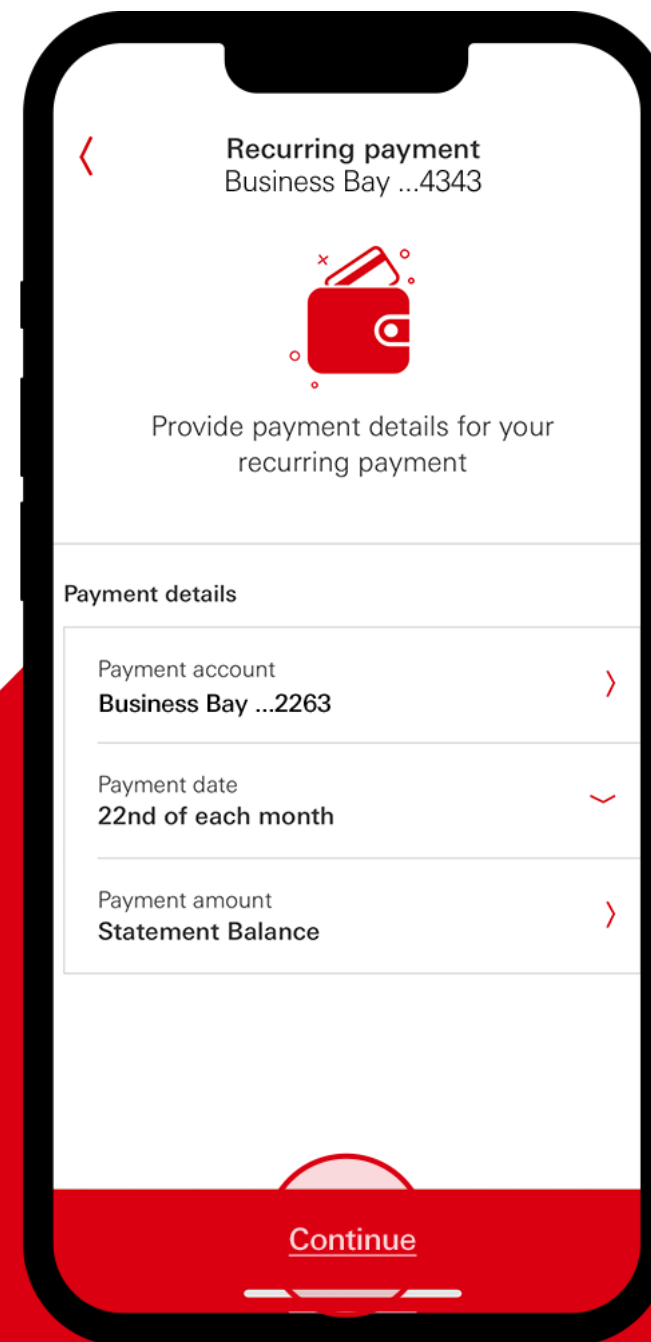 Recurring payment
Business Bay ...4343
Provide payment details for your
recurring payment
Payment details
Payment account
Business Bay ...2263
Payment date
22nd of each month
Payment amount
Statement Balance
Continue